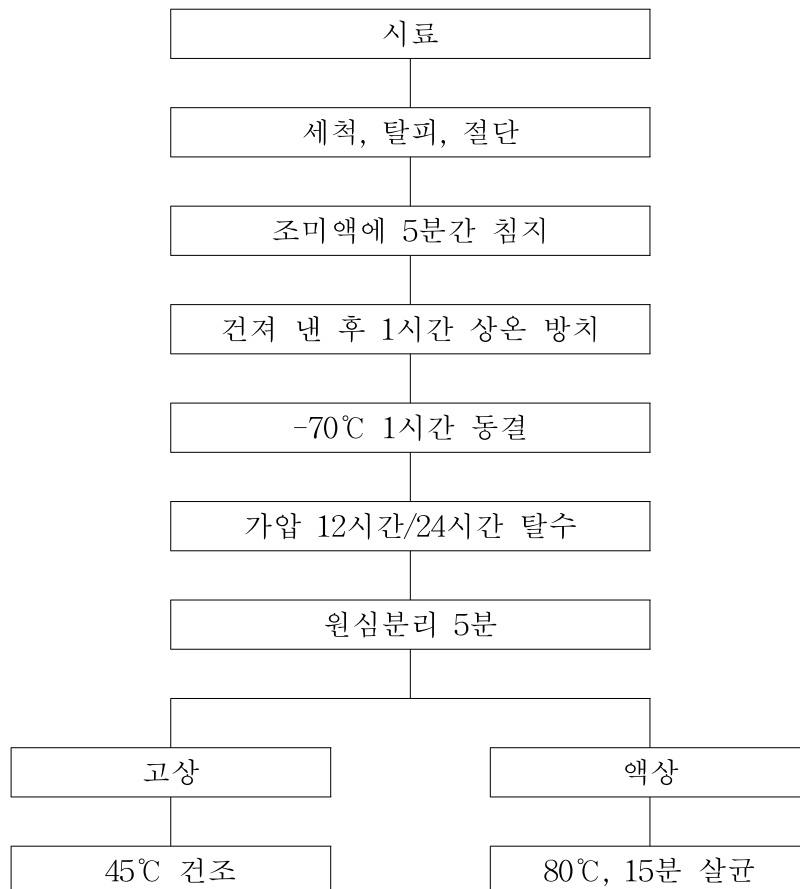 시료
세척, 탈피, 절단
조미액에 5분간 침지
건져 낸 후 1시간 상온 방치
-70℃ 1시간 동결
가압 12시간/24시간 탈수
원심분리 5분
고상
액상
45℃ 건조
80℃, 15분 살균